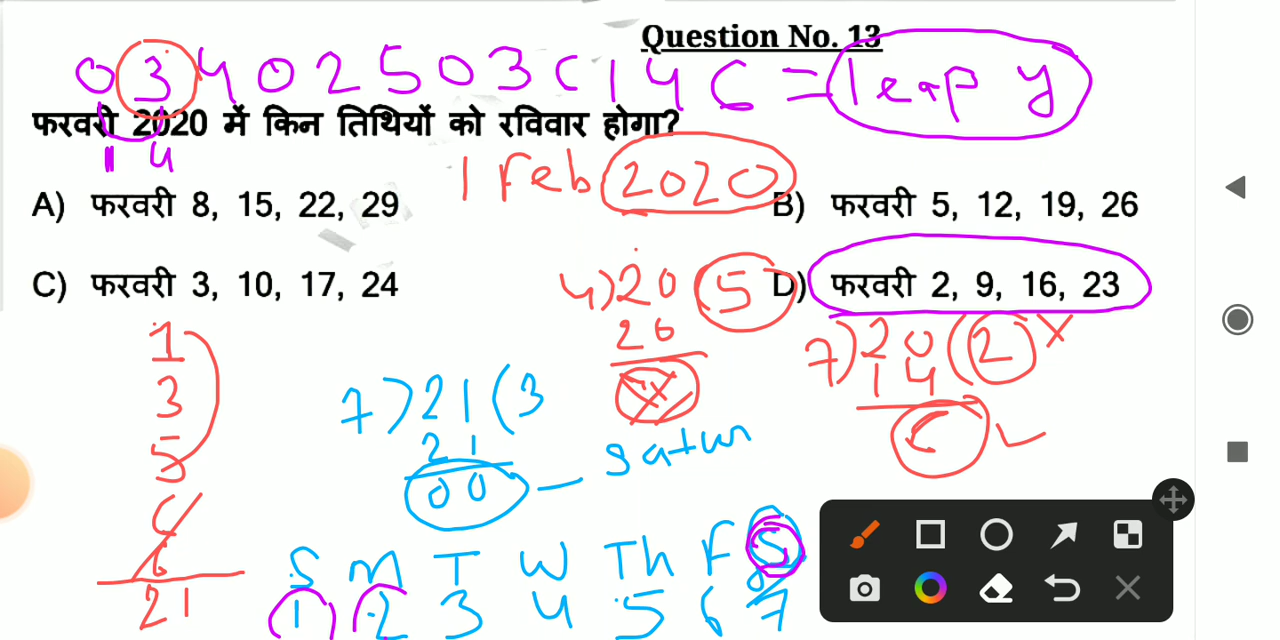 Question No. 13
0 3 4 0 2 5 0 3 6 1 4 6 = leap y
फरवरी 2020 में किन तिथियों को रविवार होगा?
1 4
1 Feb 2020
A) फरवरी 8, 15, 22, 29
B) फरवरी 5, 12, 19, 26
C) फरवरी 3, 10, 17, 24
D) फरवरी 2, 9, 16, 23
4)20(5
20
7)20(2 x
14
6
1
3
5
6
6
21
7)21(3
21
00 - satur
S M T W Th F S
1 2 3 4 5 6 7